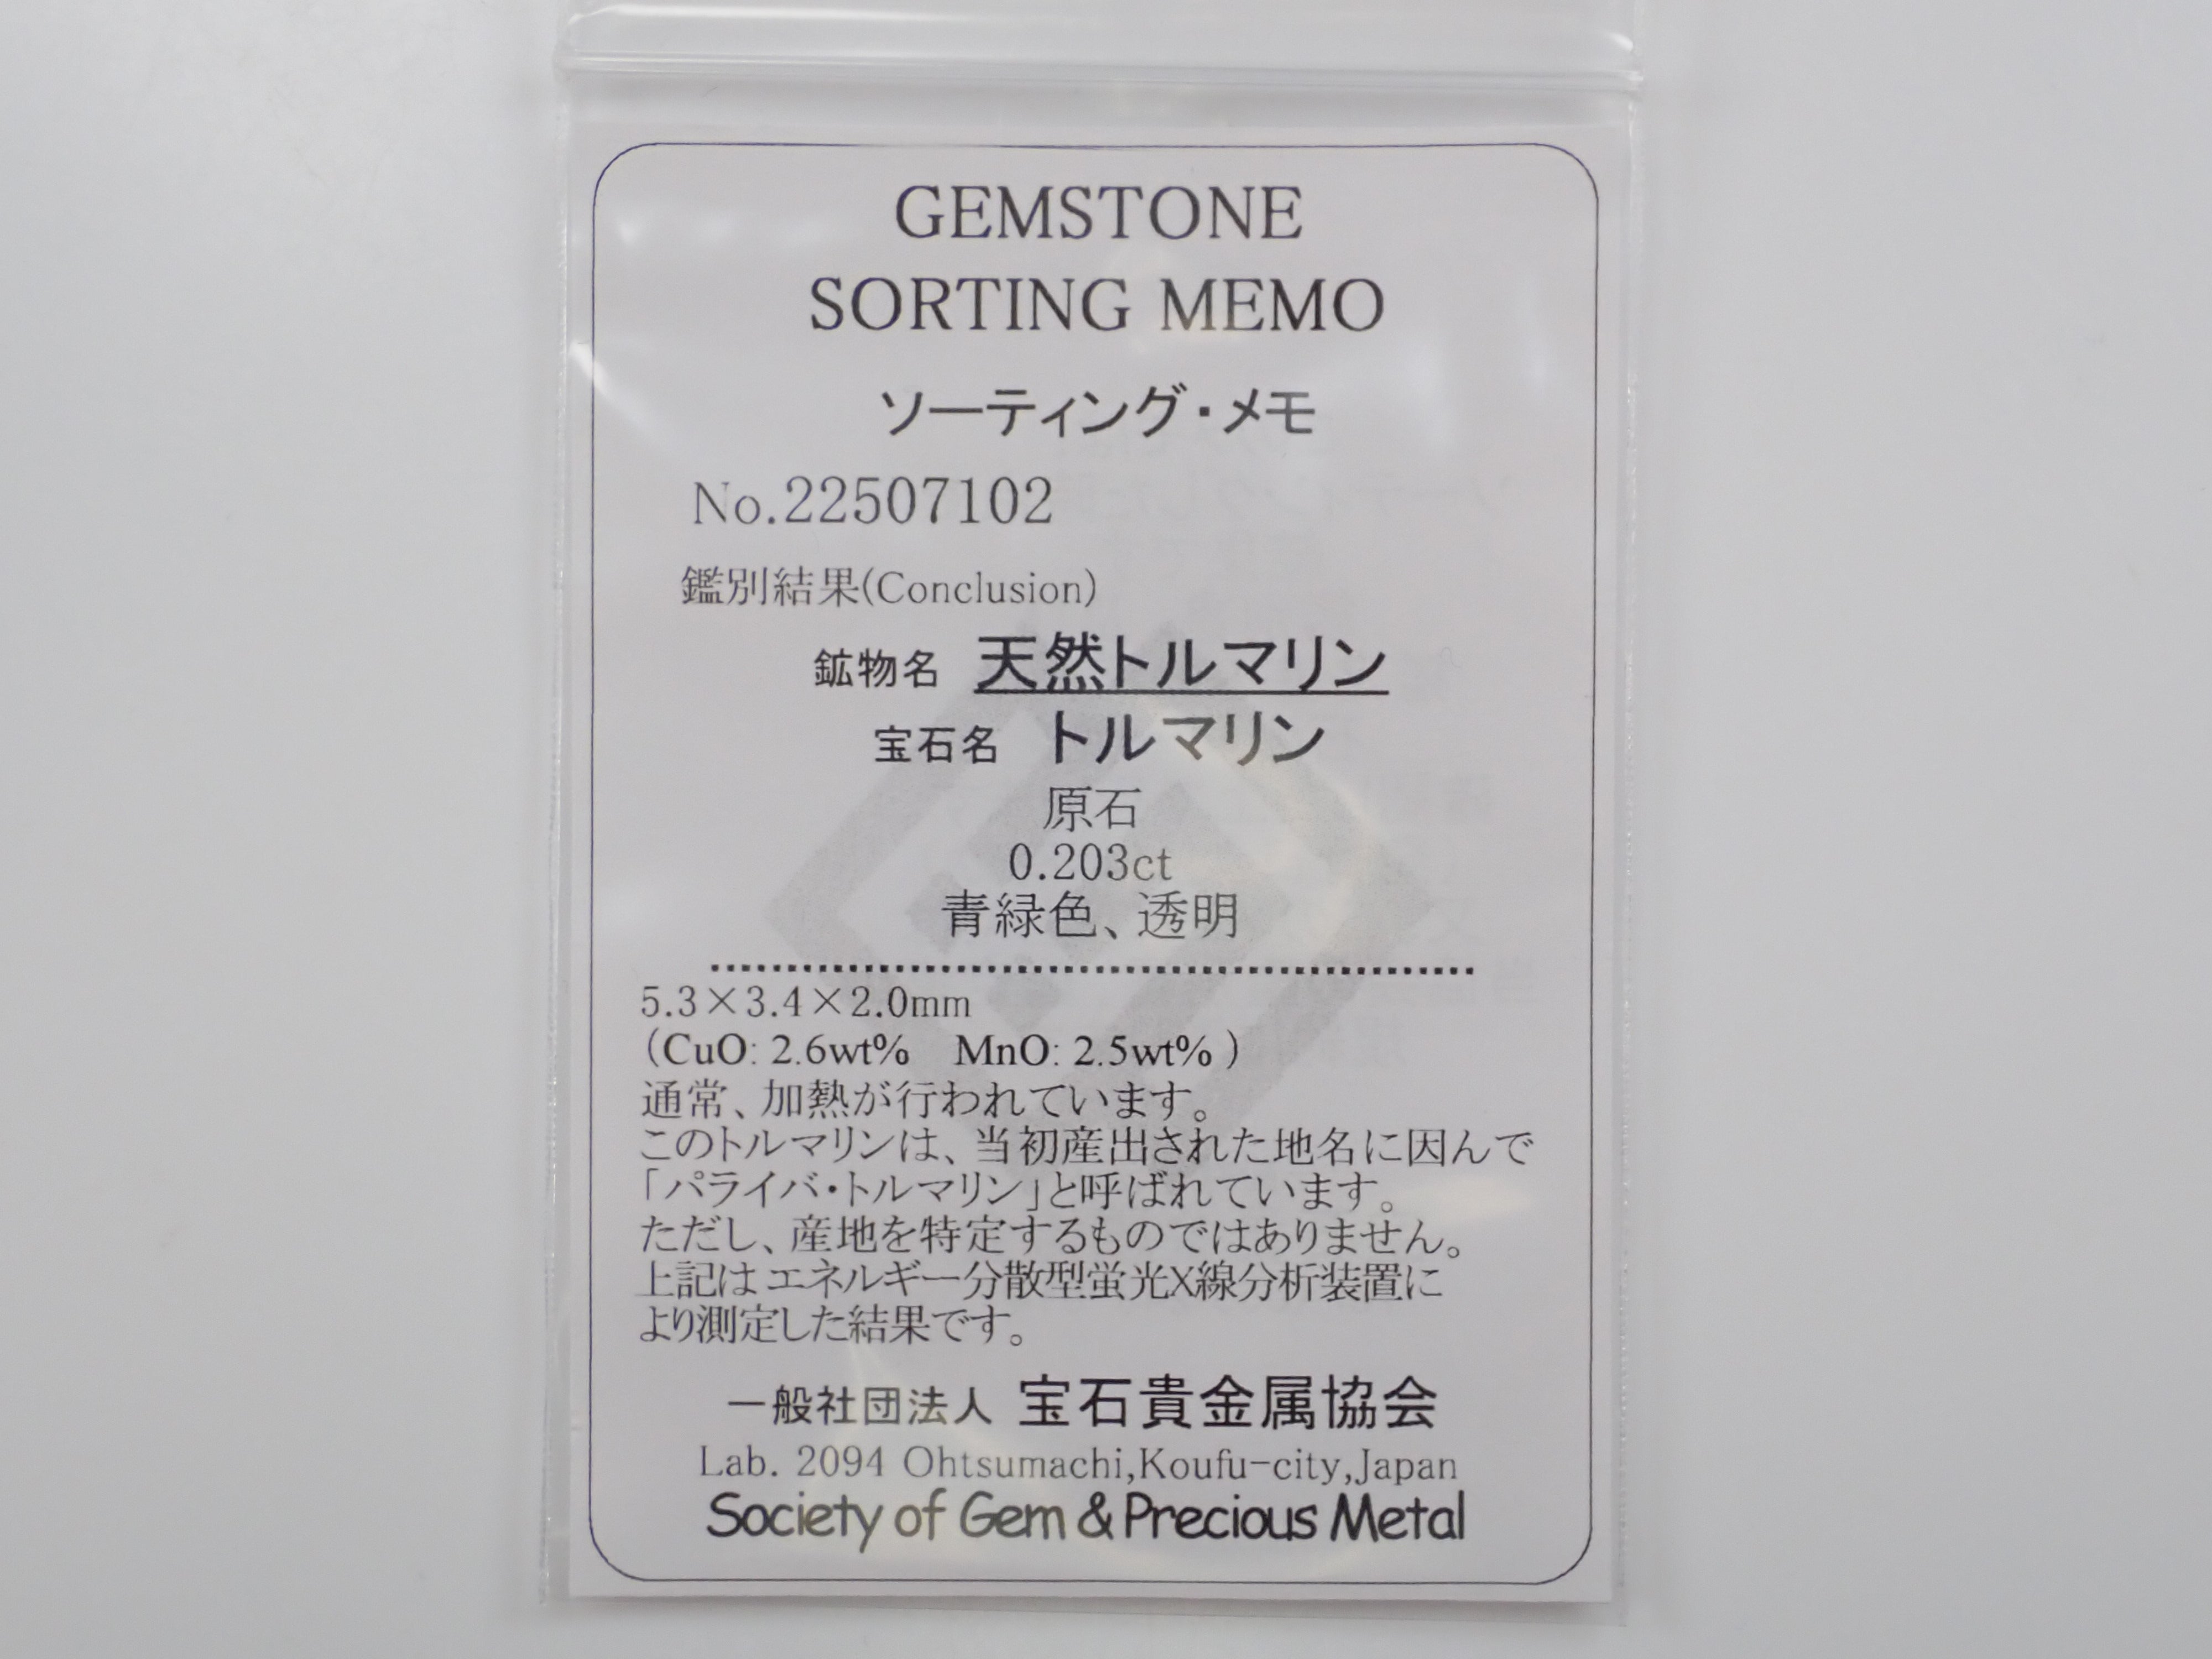 GEMSTONE
SORTING MEMO
ソーティング・メモ
No.22507102
鑑別結果(Conclusion)
鉱物名 天然トルマリン
宝石名 トルマリン
原石
0.203ct
青緑色、透明
5.3×3.4×2.0mm
(CuO: 2.6wt% MnO: 2.5wt% )
通常、加熱が行われています。
このトルマリンは、当初産出された地名に因んで
「パライバ・トルマリン」と呼ばれています。
ただし、産地を特定するものではありません。
上記はエネルギー分散型蛍光X線分析装置に
より測定した結果です。
一般社団法人 宝石貴金属協会
Lab. 2094 Ohtsumachi,Koufu-city,Japan
Society of Gem & Precious Metal